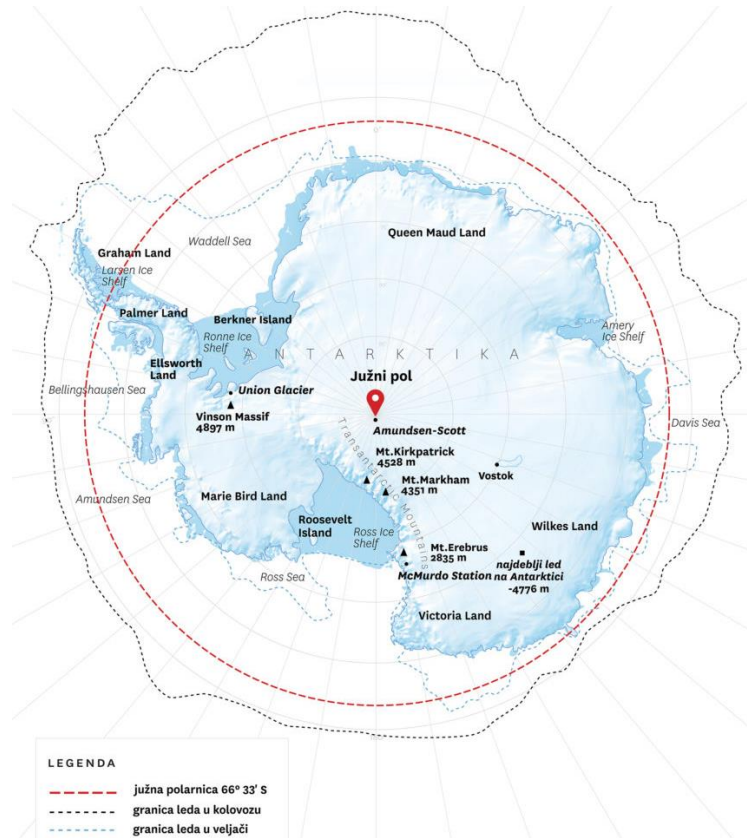 Waddell Sea
Graham Land
Larsen Ice
Shelf
Queen Maud Land
Palmer Land
Berkner Island
Ronne Ice
Shelf
Amery
Ice Shelf
ANTARKTIKA
Ellsworth
Land
Južni pol
Bellingshausen Sea
Union Glacier
Vinson Massif
4897 m
Amundsen-Scott
Davis Sea
Transantarctic Mountains
Mt.Kirkpatrick
4528 m
Mt.Markham
4351 m
Vostok
Amundsen Sea
Marie Bird Land
Roosevelt
Island
Ross Ice
Shelf
Wilkes Land
Mt.Erebrus
2835 m
najdeblji led
na Antarktici
-4776 m
Ross Sea
McMurdo Station
Victoria Land
LEGENDA
južna polarnica 66° 33' S
granica leda u kolovozu
granica leda u veljači